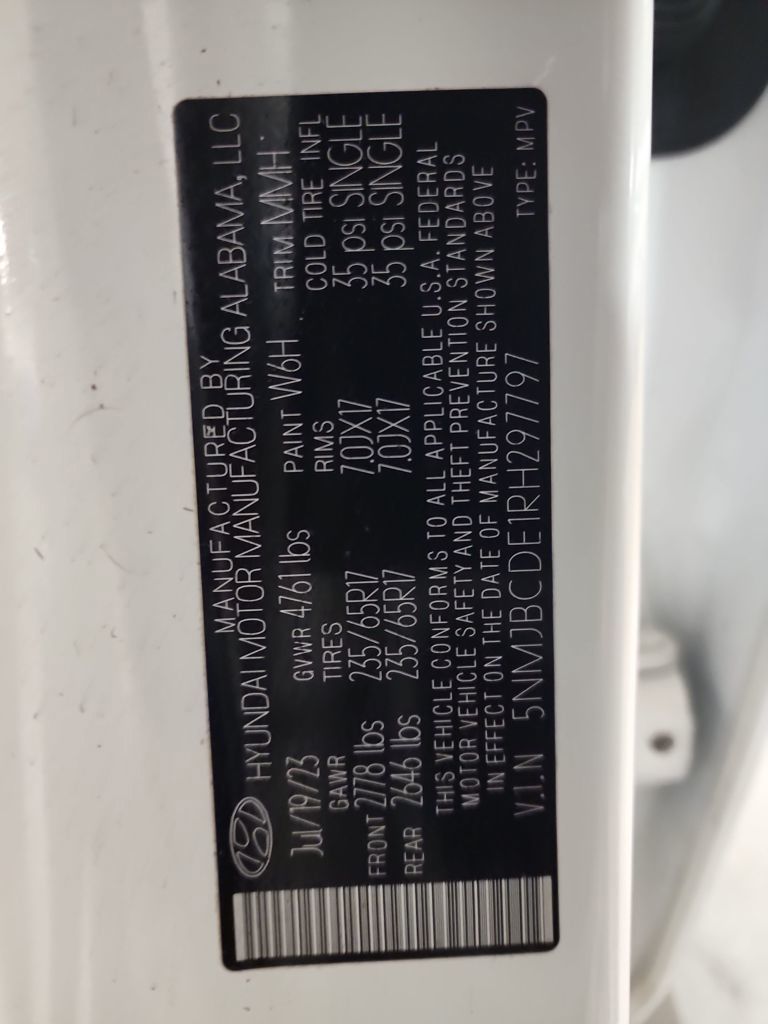 MANUFACTURED BY
HYUNDAI MOTOR MANUFACTURING ALABAMA, LLC
Jul/19/23 GVWR 4761 lbs PAINT W6H TRIM MMH
GAWR TIRES RIMS COLD TIRE INFL
FRONT 2778 lbs 235/65R17 7.0JX17 35 psi SINGLE
REAR 2646 lbs 235/65R17 7.0JX17 35 psi SINGLE
THIS VEHICLE CONFORMS TO ALL APPLICABLE U.S.A. FEDERAL
MOTOR VEHICLE SAFETY AND THEFT PREVENTION STANDARDS
IN EFFECT ON THE DATE OF MANUFACTURE SHOWN ABOVE
V.I.N 5NMJBCDE1RH297797 TYPE: MPV